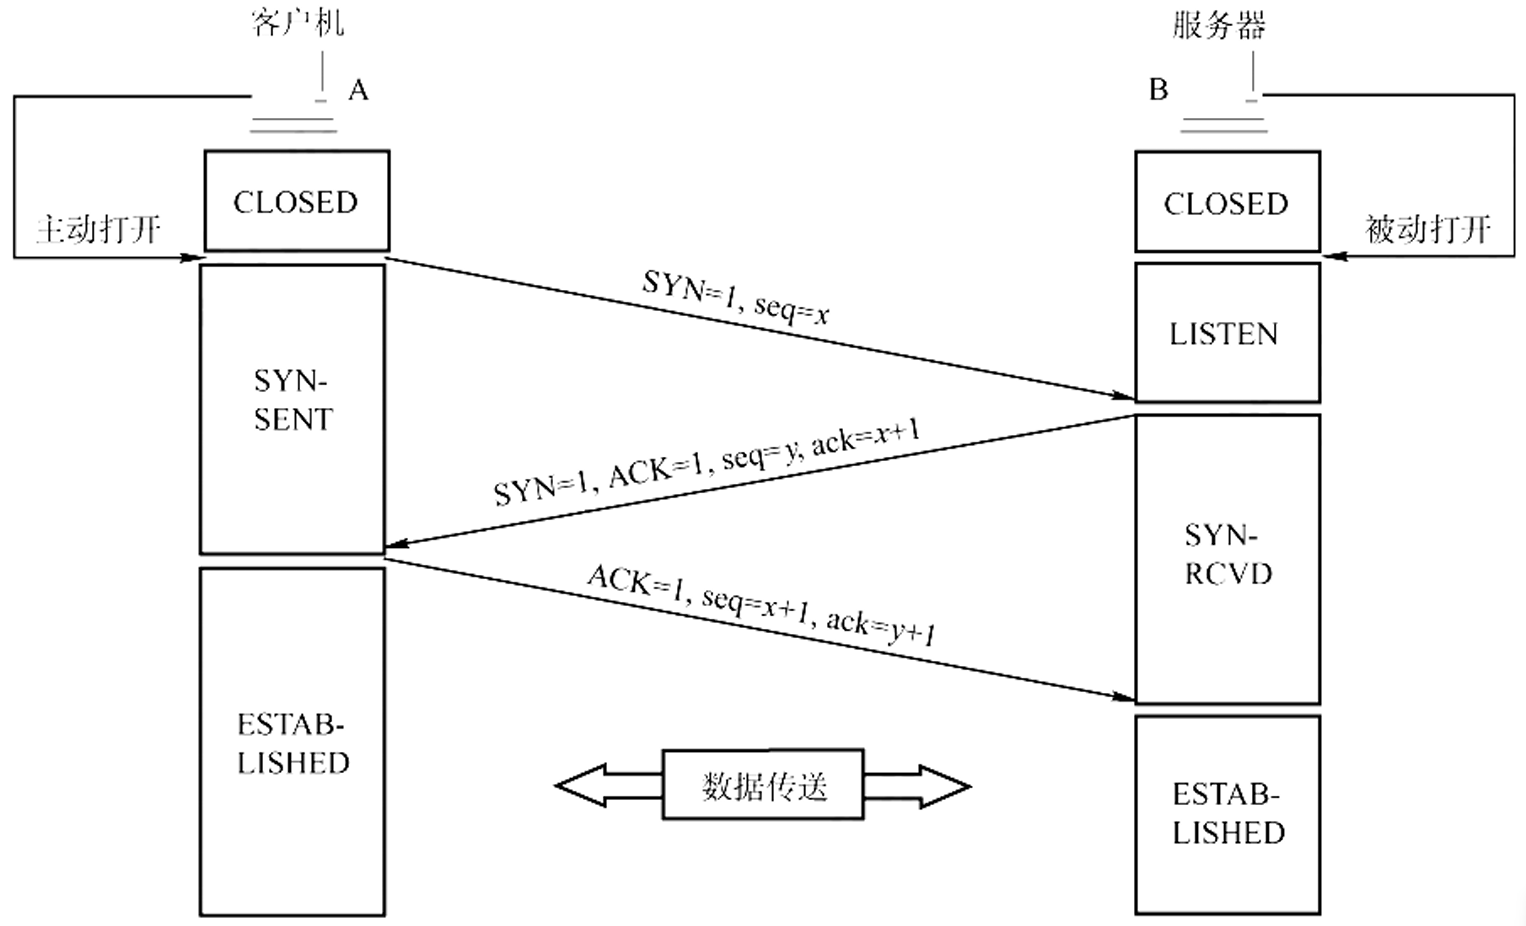 客户机
服务器
A
B
CLOSED
CLOSED
主动打开
被动打开
SYN=1, seq=x
LISTEN
SYN-
SENT
SYN=1, ACK=1, seq=y, ack=x+1
SYN-
RCVD
ACK=1, seq=x+1, ack=y+1
ESTAB-
LISHED
数据传送
ESTAB-
LISHED